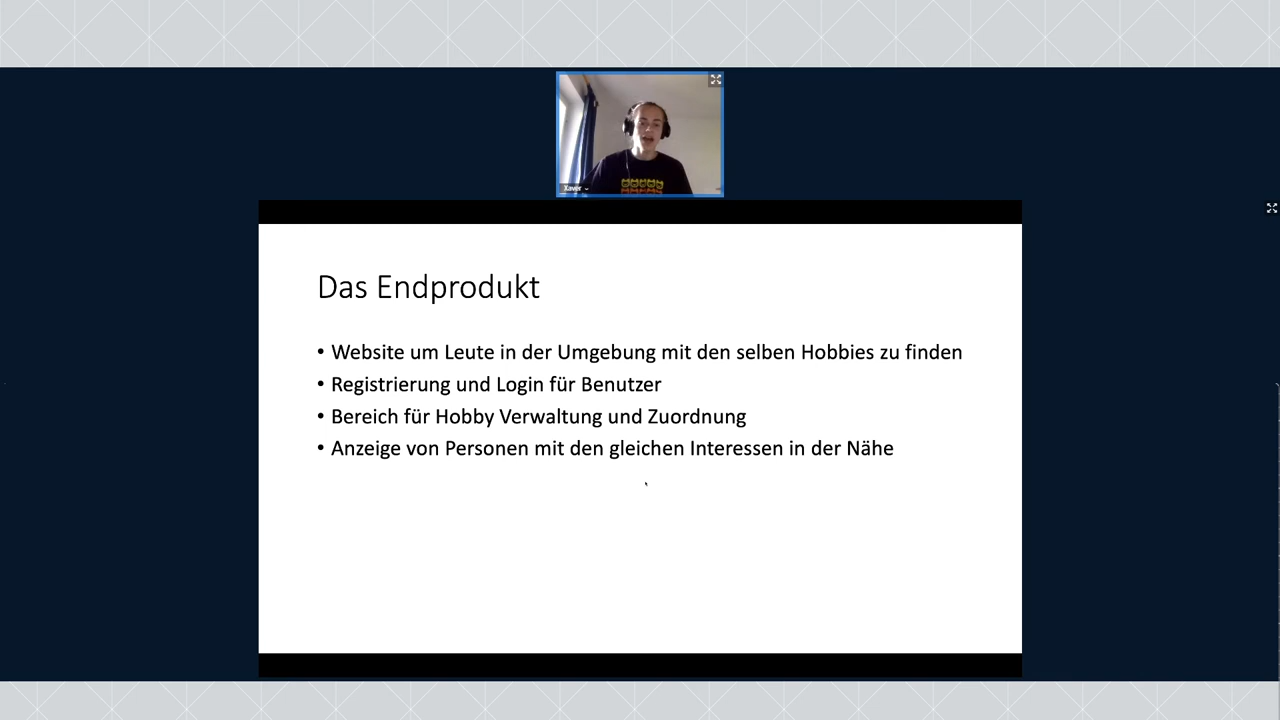 Xaver
Das Endprodukt
• Website um Leute in der Umgebung mit den selben Hobbies zu finden
• Registrierung und Login für Benutzer
• Bereich für Hobby Verwaltung und Zuordnung
• Anzeige von Personen mit den gleichen Interessen in der Nähe